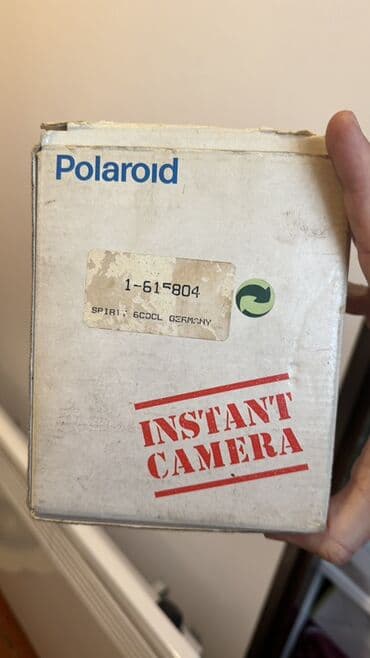 Polaroid
1-615804
SPIRIT 600CL GERMANY
INSTANT
CAMERA